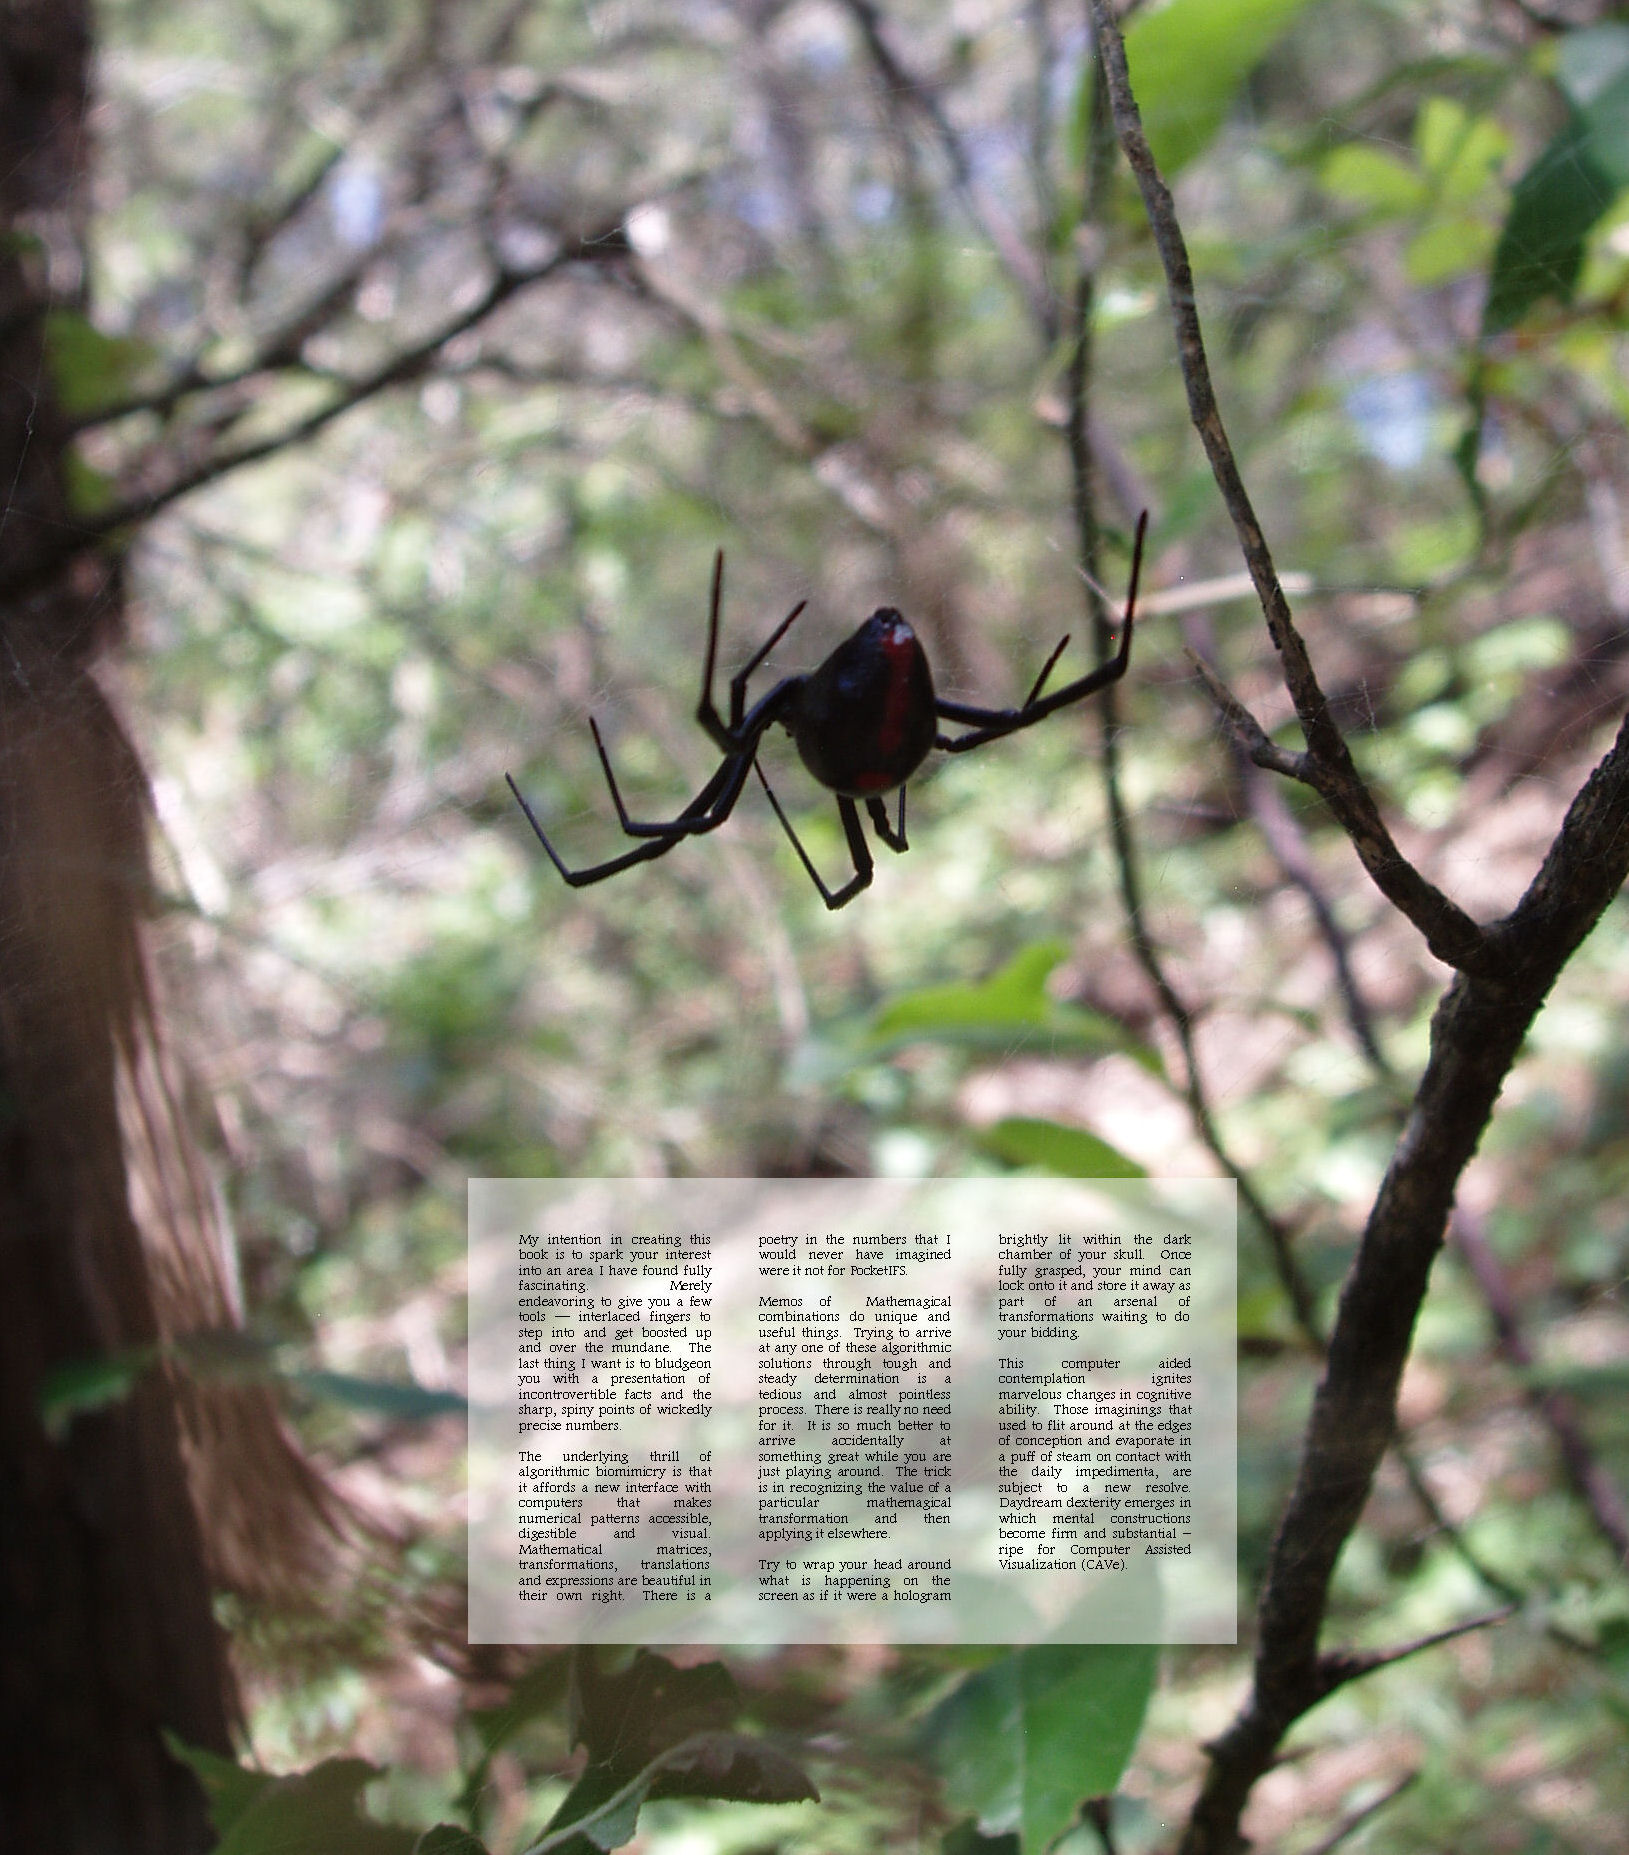 My intention in creating this
book is to spark your interest
into an area I have found fully
fascinating. Merely
endeavoring to give you a few
tools — interlaced fingers to
step into and get boosted up
and over the mundane. The
last thing I want is to bludgeon
you with a presentation of
incontrovertible facts and the
sharp, spiny points of wickedly
precise numbers.
The underlying thrill of
algorithmic biomimicry is that
it affords a new interface with
computers that makes
numerical patterns accessible,
digestible and visual.
Mathematical matrices,
transformations, translations
and expressions are beautiful in
their own right. There is a
poetry in the numbers that I
would never have imagined
were it not for PocketIFS.
Memos of Mathemagical
combinations do unique and
useful things. Trying to arrive
at any one of these algorithmic
solutions through tough and
steady determination is a
tedious and almost pointless
process. There is really no need
for it. It is so much better to
arrive accidentally at
something great while you are
just playing around. The trick
is in recognizing the value of a
particular mathemagical
transformation and then
applying it elsewhere.
Try to wrap your head around
what is happening on the
screen as if it were a hologram
brightly lit within the dark
chamber of your skull. Once
fully grasped, your mind can
lock onto it and store it away as
part of an arsenal of
transformations waiting to do
your bidding.
This computer aided
contemplation ignites
marvelous changes in cognitive
ability. Those imaginings that
used to flit around at the edges
of conception and evaporate in
a puff of steam on contact with
the daily impedimenta, are
subject to a new resolve.
Daydream dexterity emerges in
which mental constructions
become firm and substantial –
ripe for Computer Assisted
Visualization (CAVe).